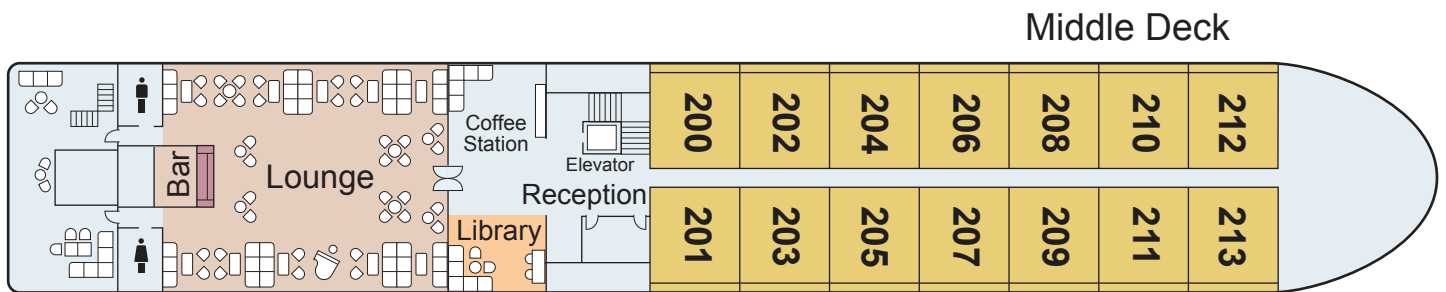 Middle Deck
Bar
Lounge
Coffee
Station
Elevator
Reception
Library
200
202
204
206
208
210
212
201
203
205
207
209
211
213